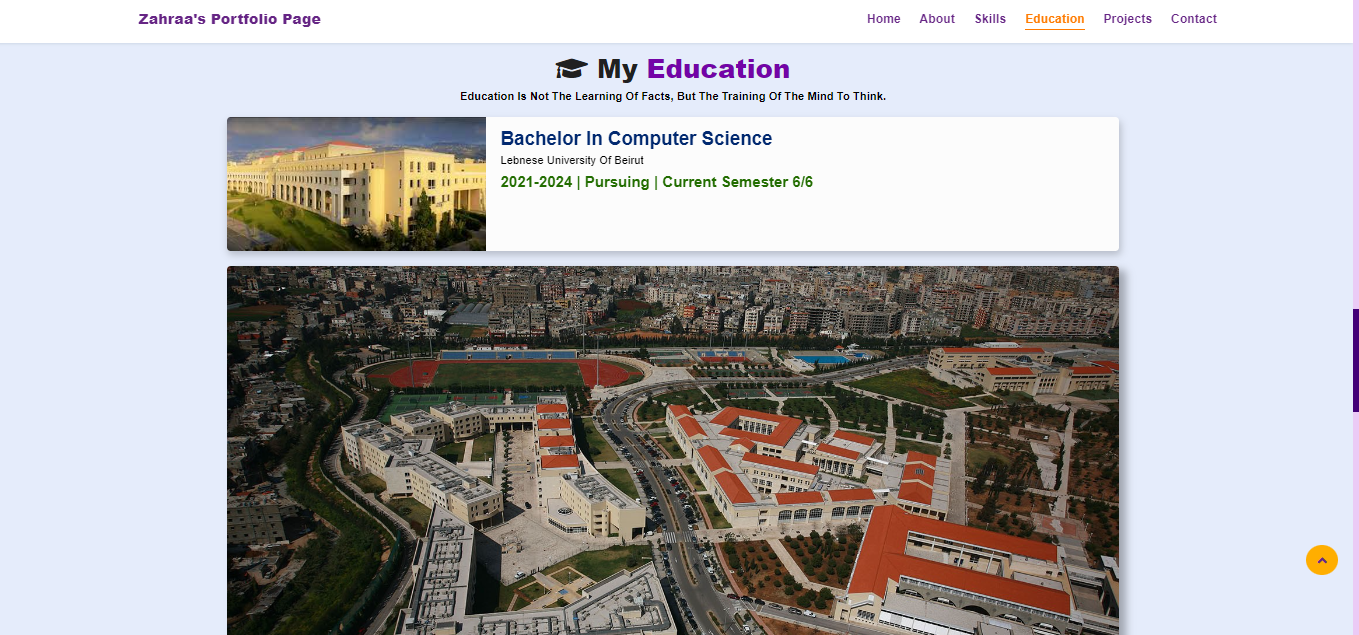 Zahraa's Portfolio Page
Home About Skills Education Projects Contact
My Education
Education Is Not The Learning Of Facts, But The Training Of The Mind To Think.
Bachelor In Computer Science
Lebnese University Of Beirut
2021-2024 | Pursuing | Current Semester 6/6